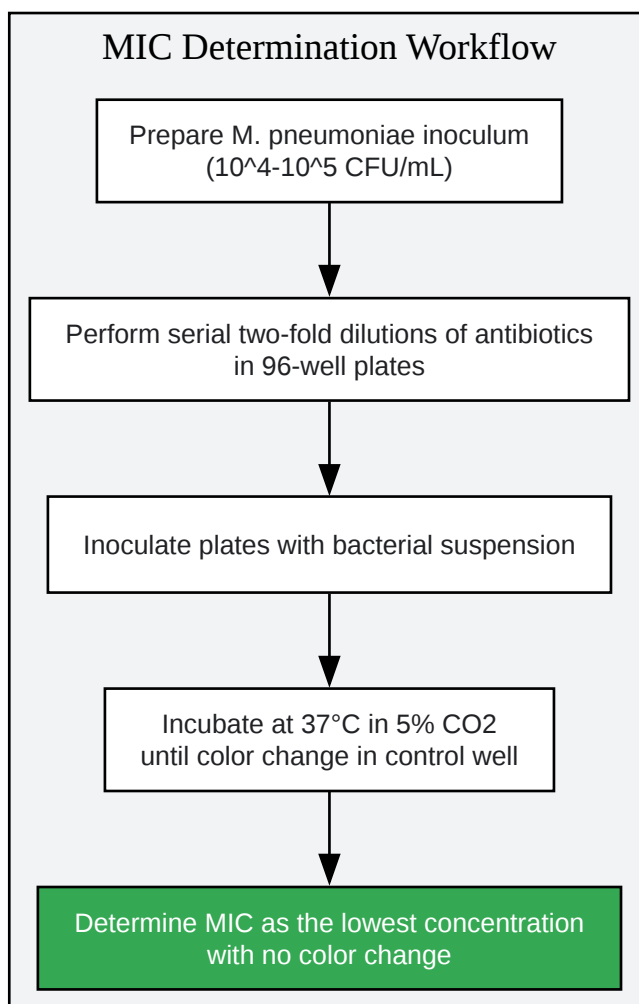 MIC Determination Workflow
Prepare M. pneumoniae inoculum
(10^4-10^5 CFU/mL)
Perform serial two-fold dilutions of antibiotics
in 96-well plates
Inoculate plates with bacterial suspension
Incubate at 37°C in 5% CO2
until color change in control well
Determine MIC as the lowest concentration
with no color change